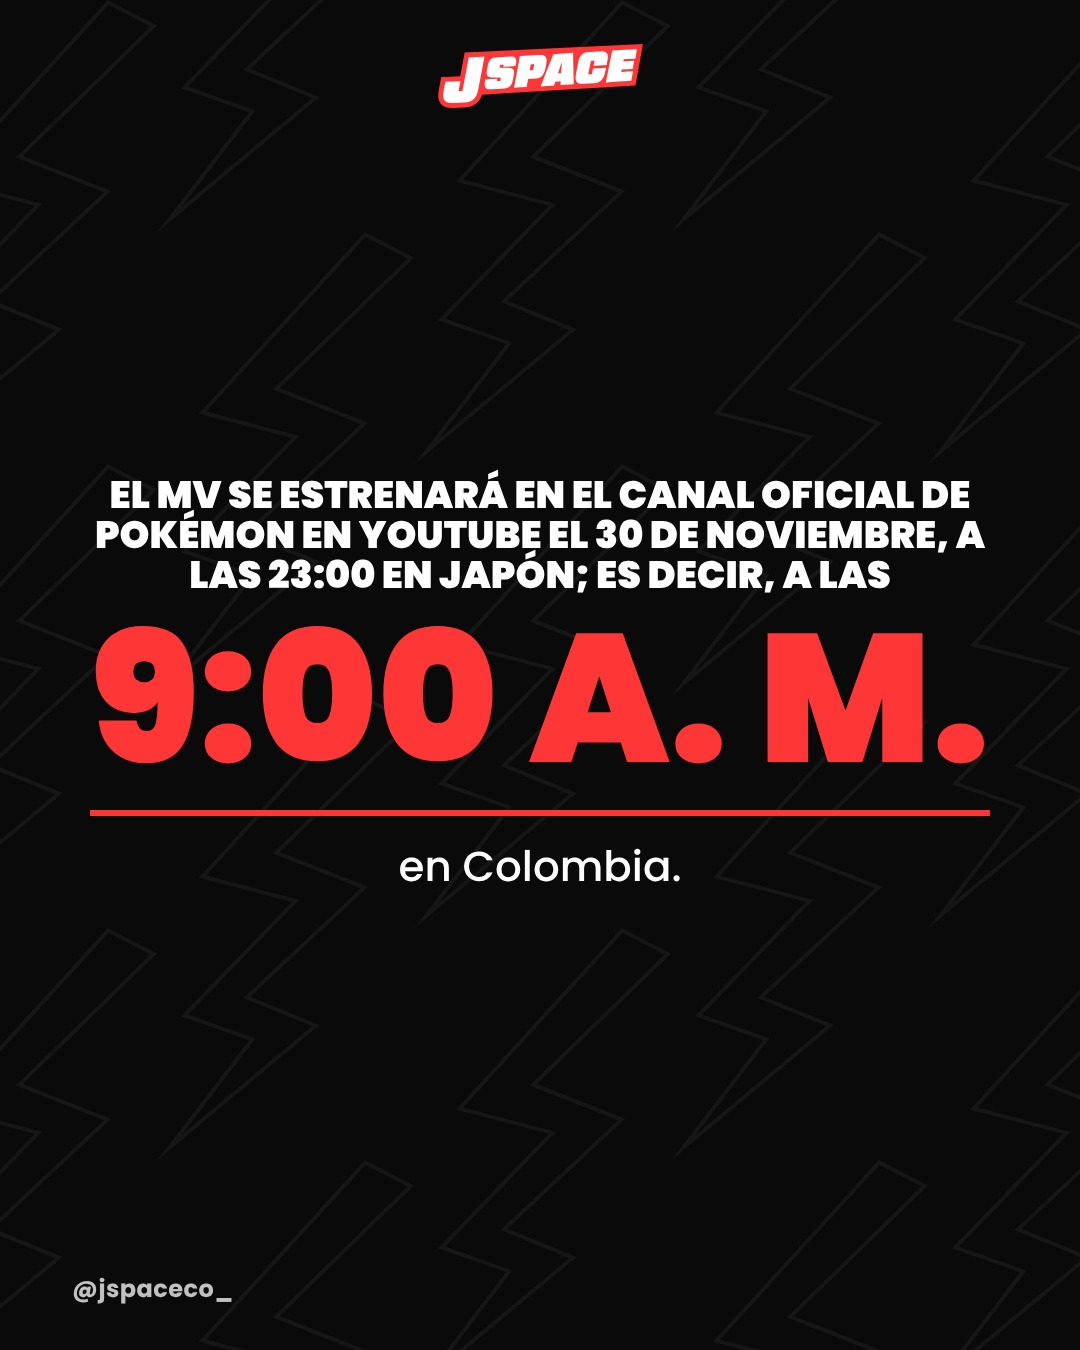 JSPACE
EL MV SE ESTRENARÁ EN EL CANAL OFICIAL DE
POKÉMON EN YOUTUBE EL 30 DE NOVIEMBRE, A
LAS 23:00 EN JAPÓN; ES DECIR, A LAS
9:00 A. M.
en Colombia.
@jspaceco_